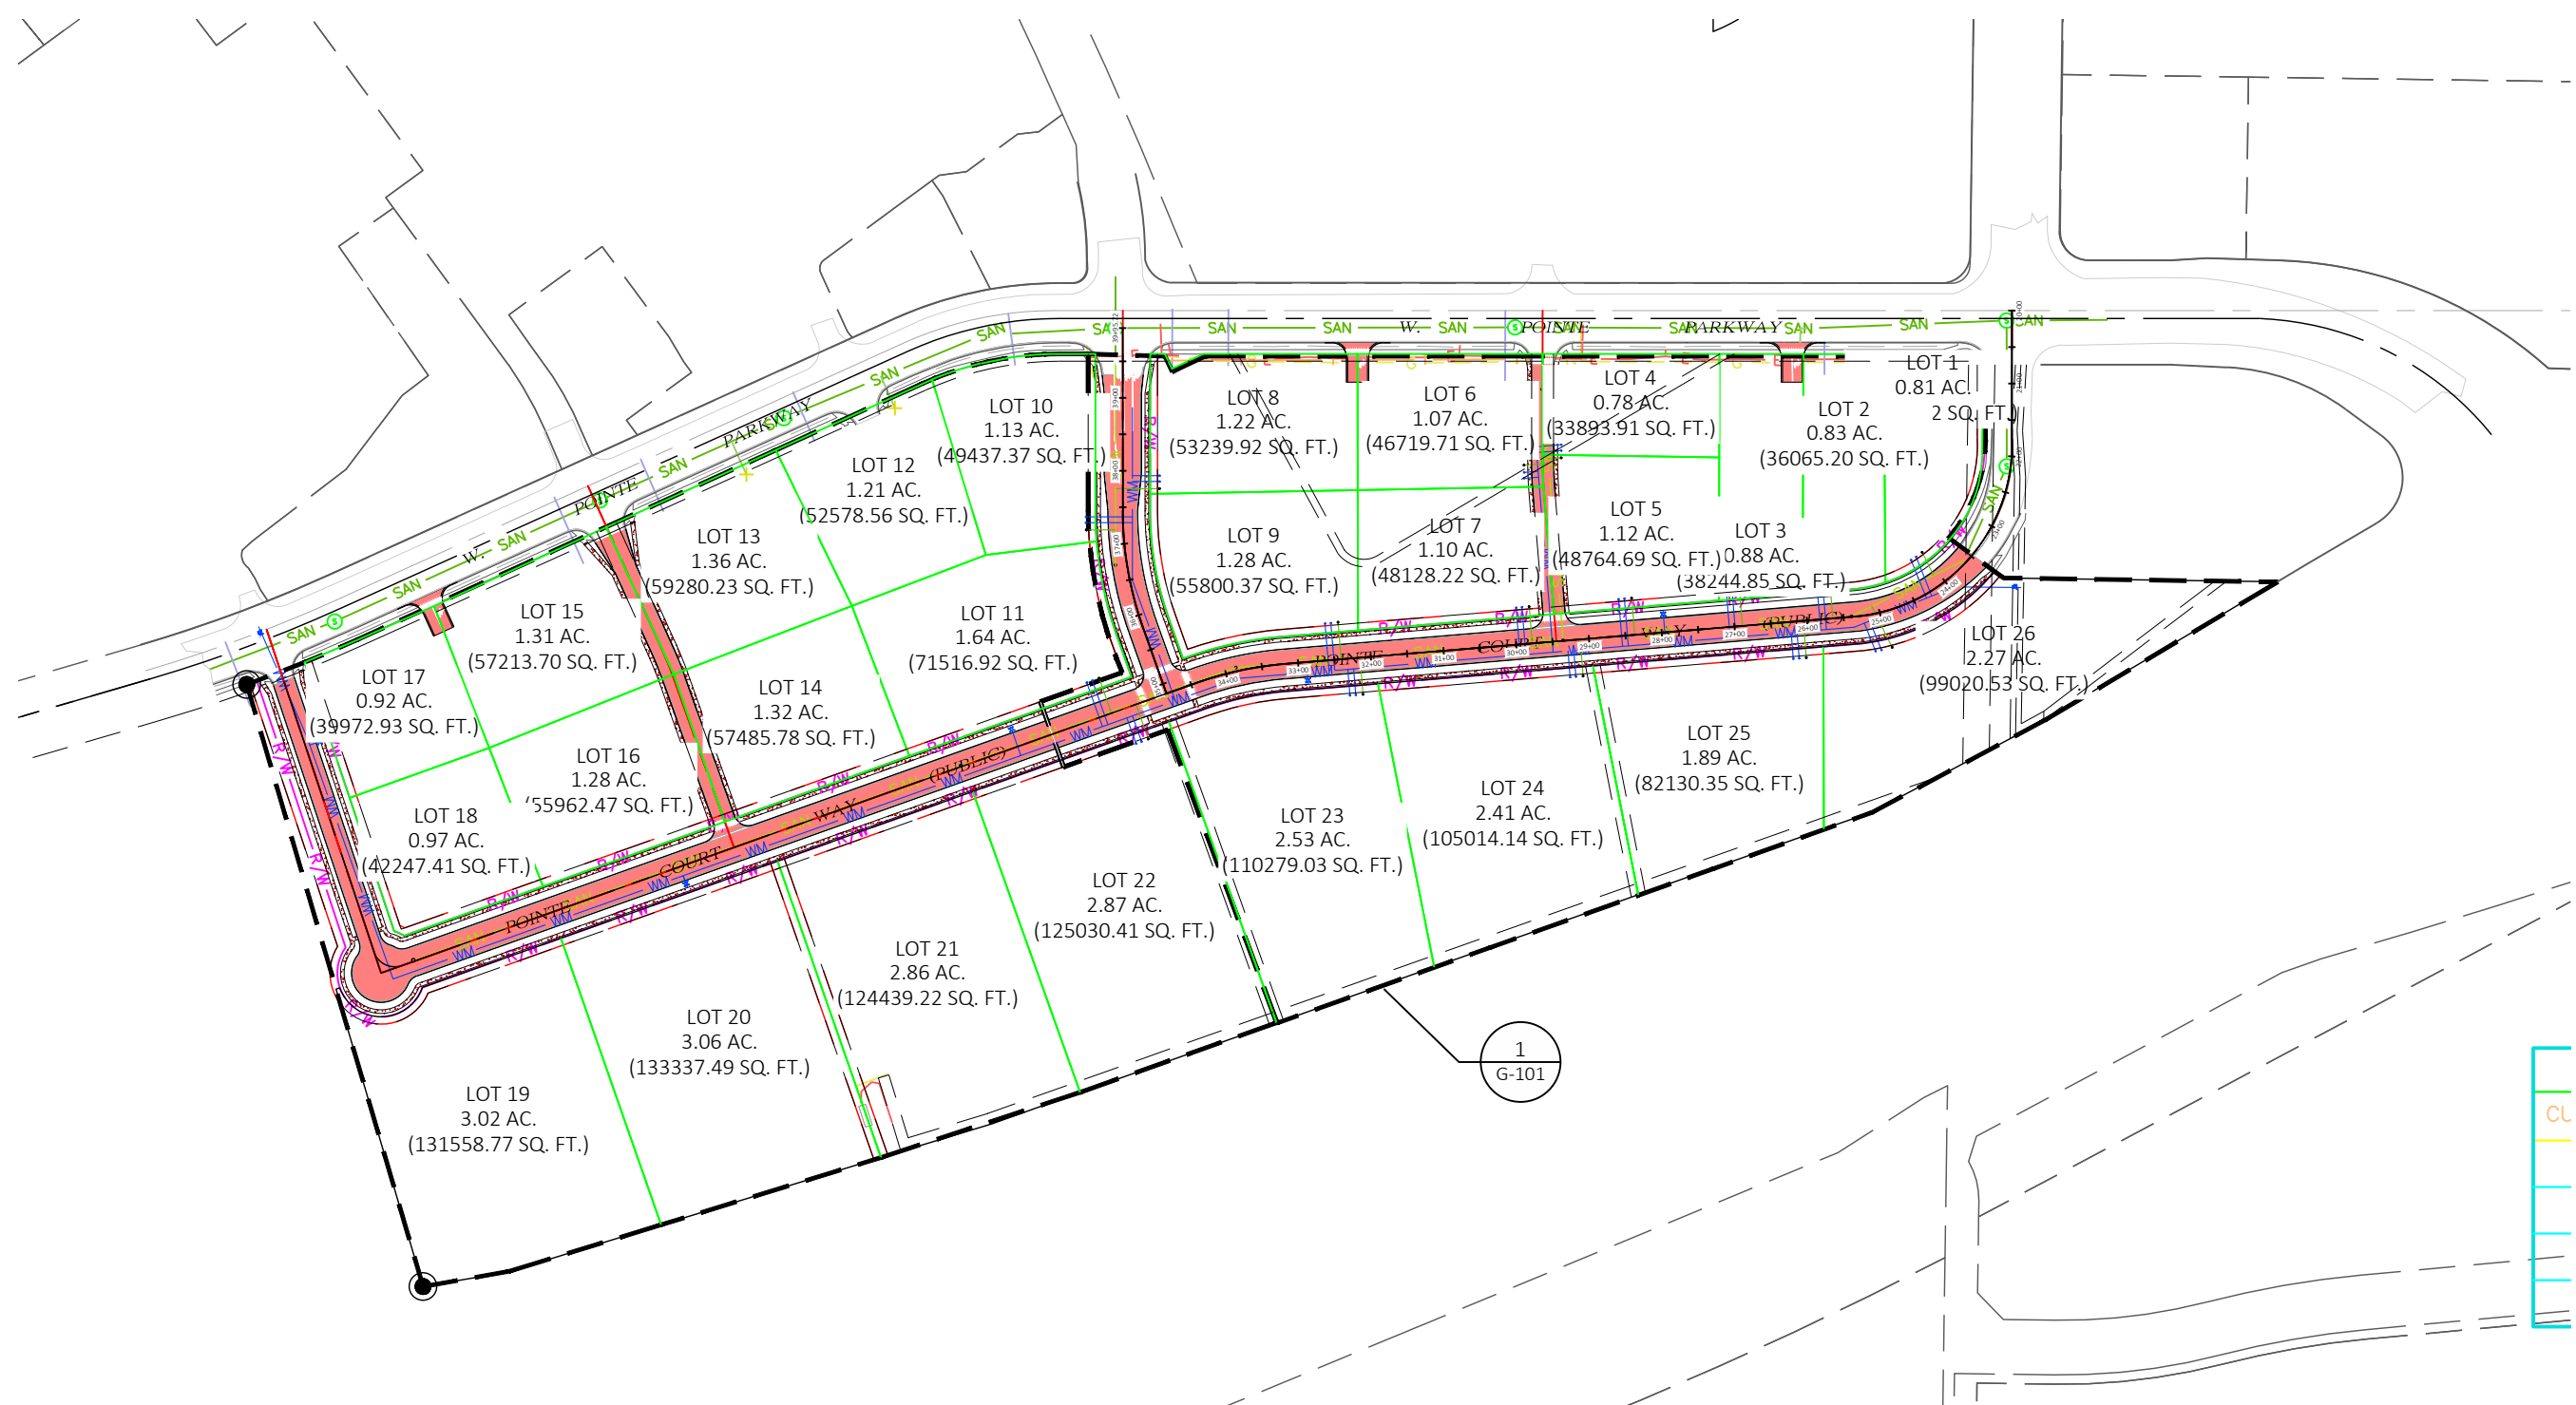 W. POINTE PARKWAY
SAN
LOT 1
0.81 AC.
2 SQ. FT.)
LOT 4
0.78 AC.
(33893.91 SQ. FT.)
LOT 6
1.07 AC.
(46719.71 SQ. FT.)
LOT 8
1.22 AC.
(53239.92 SQ. FT.)
LOT 10
1.13 AC.
(49437.37 SQ. FT.)
LOT 2
0.83 AC.
(36065.20 SQ. FT.)
LOT 12
1.21 AC.
(52578.56 SQ. FT.)
W. POINTE PARKWAY
LOT 13
1.36 AC.
(59280.23 SQ. FT.)
LOT 9
1.28 AC.
(55800.37 SQ. FT.)
LOT 7
1.10 AC.
(48128.22 SQ. FT.)
LOT 5
1.12 AC.
(48764.69 SQ. FT.)
LOT 3
0.88 AC.
(38244.85 SQ. FT.)
LOT 15
1.31 AC.
(57213.70 SQ. FT.)
LOT 11
1.64 AC.
(71516.92 SQ. FT.)
POINTE COURT WAY (PUBLIC)
R/W
WM
LOT 26
2.27 AC.
(99020.53 SQ. FT.)
LOT 17
0.92 AC.
(39972.93 SQ. FT.)
LOT 14
1.32 AC.
(57485.78 SQ. FT.)
LOT 16
1.28 AC.
(55962.47 SQ. FT.)
LOT 25
1.89 AC.
(82130.35 SQ. FT.)
LOT 18
0.97 AC.
(42247.41 SQ. FT.)
LOT 24
2.41 AC.
(105014.14 SQ. FT.)
LOT 23
2.53 AC.
(110279.03 SQ. FT.)
POINTE COURT WAY (PUBLIC)
LOT 22
2.87 AC.
(125030.41 SQ. FT.)
LOT 21
2.86 AC.
(124439.22 SQ. FT.)
LOT 20
3.06 AC.
(133337.49 SQ. FT.)
LOT 19
3.02 AC.
(131558.77 SQ. FT.)
1
G-101
CU